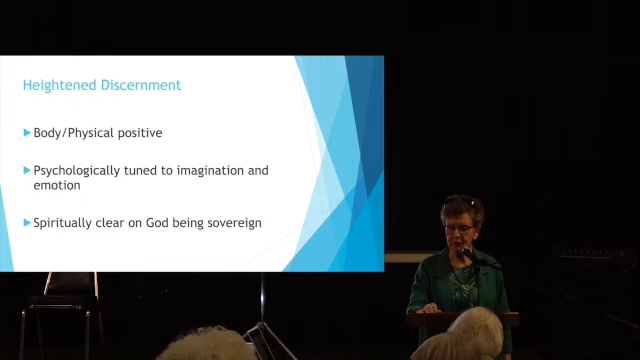 Heightened Discernment
Body/Physical positive
Psychologically tuned to imagination and
emotion
Spiritually clear on God being sovereign